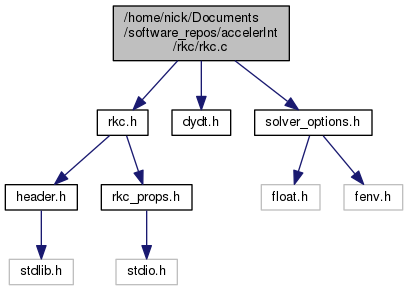 /home/nick/Documents
/software_repos/accelerInt
/rkc/rkc.c
rkc.h
dydt.h
solver_options.h
header.h
rkc_props.h
float.h
fenv.h
stdlib.h
stdio.h